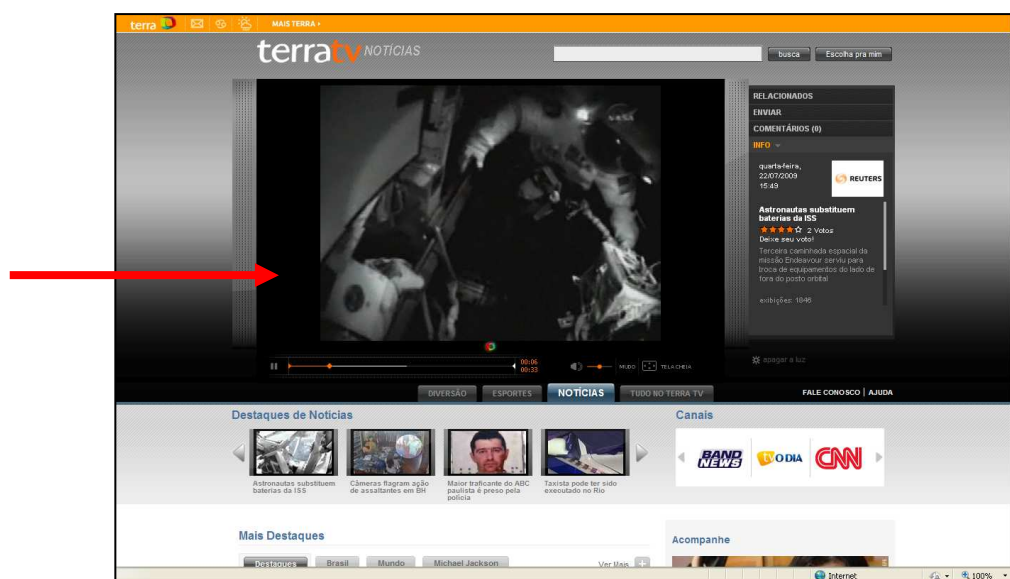 terra MAIS TERRA
terratv NOTÍCIAS
busca Escolha pra mim
NASA
RELACIONADOS
ENVIAR
COMENTÁRIOS (0)
INFO
quarta-feira,
22/07/2009
15:49
REUTERS
Astronautas substituem
baterias da ISS
2 Votos
Deixe seu voto!
Terceira caminhada espacial da
missão Endeavour serviu para
troca de equipamentos do lado de
fora do posto orbital
exibições: 1846
00:06
00:33
MUDO TELA CHEIA
apagar a luz
DIVERSÃO ESPORTES NOTÍCIAS TUDO NO TERRA TV
FALE CONOSCO | AJUDA
Destaques de Notícias
Astronautas substituem
baterias da ISS
Câmeras flagram ação
de assaltantes em BH
Maior traficante do ABC
paulista é preso pela
polícia
Taxista pode ter sido
executado no Rio
Canais
BAND NEWS
O DIA
CNN
Mais Destaques
Destaques Brasil Mundo Michael Jackson Ver Mais +
Acompanhe
Internet 100%